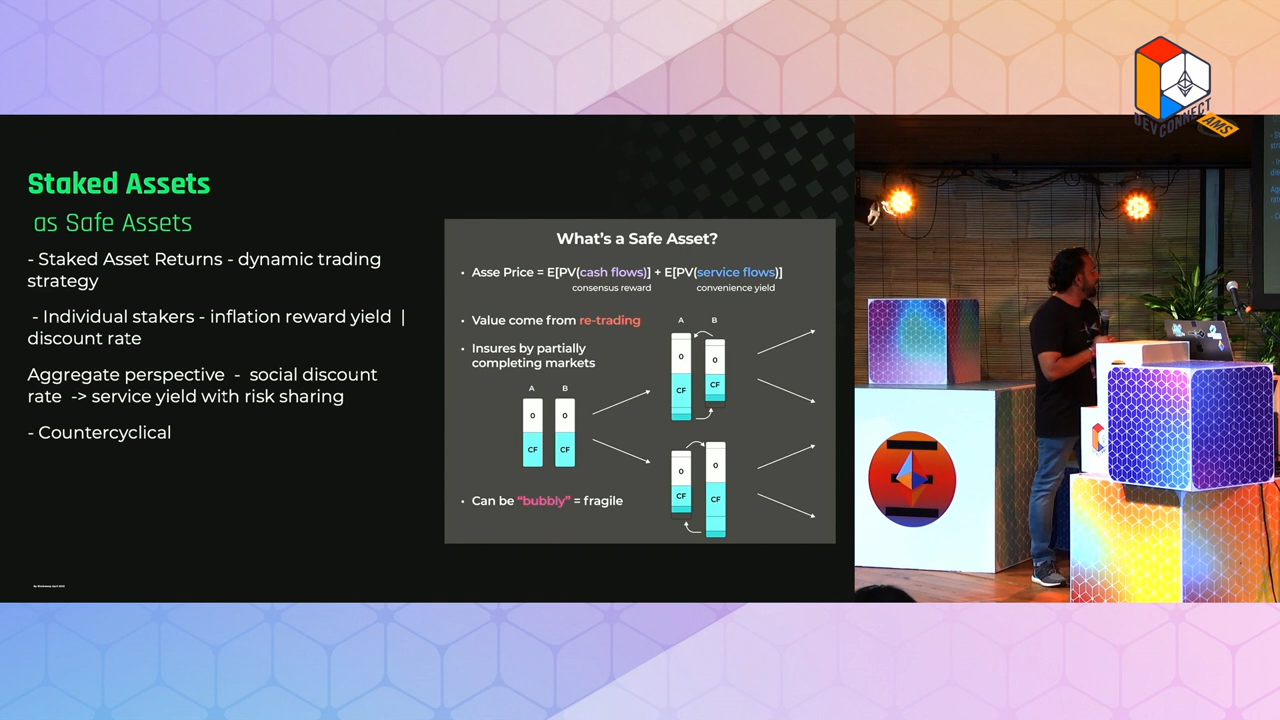 DEVCONNECT
AMS
Staked Assets
as Safe Assets
- Staked Asset Returns - dynamic trading
strategy
- Individual stakers - inflation reward yield |
discount rate
Aggregate perspective - social discount
rate -> service yield with risk sharing
- Countercyclical
What's a Safe Asset?
• Asse Price = E[PV(cash flows)] + E[PV(service flows)]
consensus reward convenience yield
• Value come from re-trading
• Insures by partially
completing markets
A B
0 0
CF CF
A B
0 0
CF CF
0 0
CF CF
• Can be "bubbly" = fragile